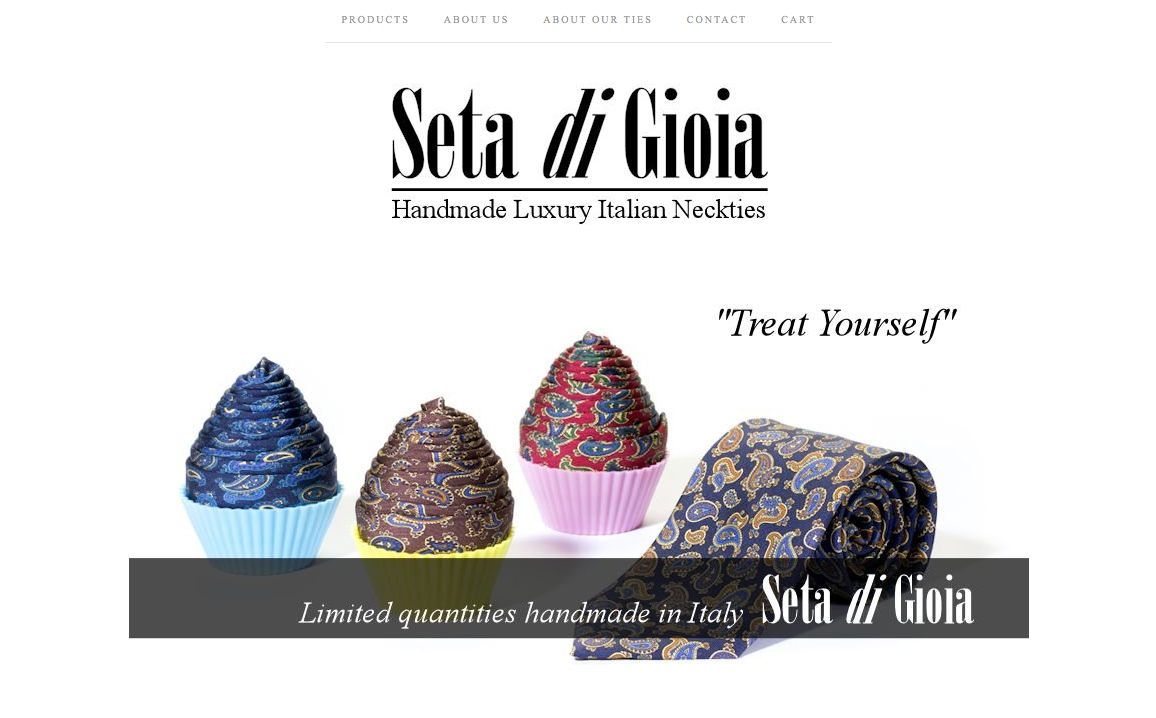 PRODUCTS ABOUT US ABOUT OUR TIES CONTACT CART
Seta di Gioia
Handmade Luxury Italian Neckties
"Treat Yourself"
Limited quantities handmade in Italy Seta di Gioia